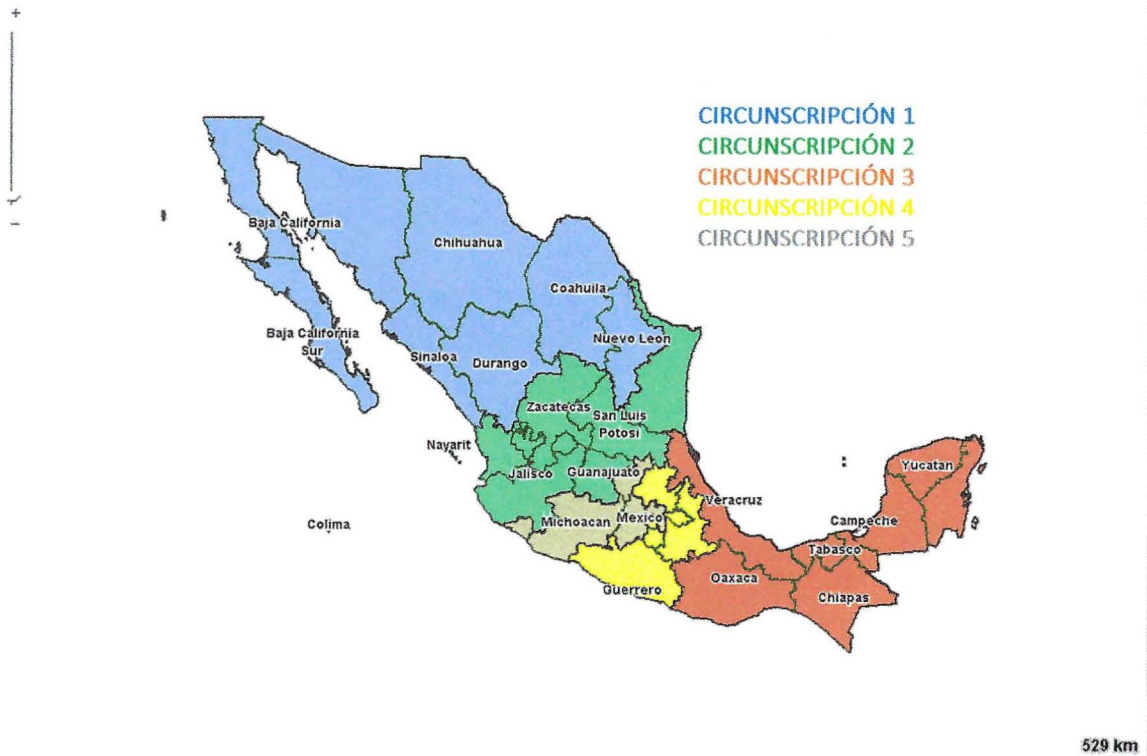 +
−
CIRCUNSCRIPCIÓN 1
CIRCUNSCRIPCIÓN 2
CIRCUNSCRIPCIÓN 3
CIRCUNSCRIPCIÓN 4
CIRCUNSCRIPCIÓN 5
Baja California
Chihuahua
Coahuila
Baja California
Sur
Sinaloa
Durango
Nuevo León
Zacatecas
San Luis
Potosí
Nayarit
Jalisco
Guanajuato
Yucatan
Veracruz
Colima
Michoacan
Mexico
Campeche
Tabasco
Oaxaca
Guerrero
Chiapas
529 km